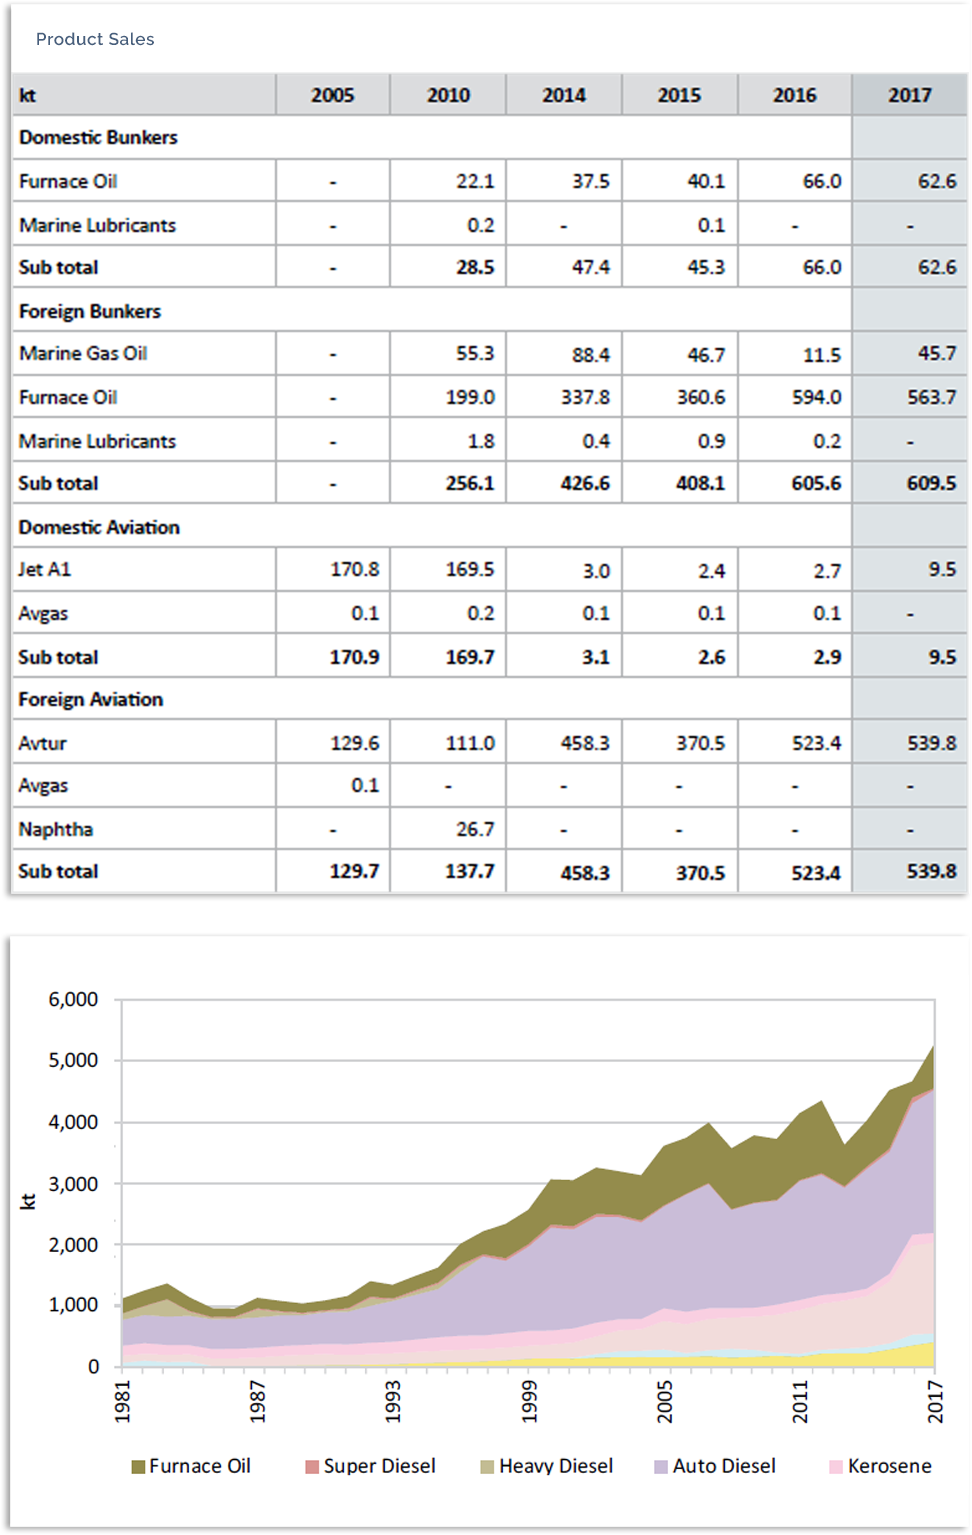 Product Sales
kt 2005 2010 2014 2015 2016 2017
Domestic Bunkers
Furnace Oil - 22.1 37.5 40.1 66.0 62.6
Marine Lubricants - 0.2 - 0.1 - -
Sub total - 28.5 47.4 45.3 66.0 62.6
Foreign Bunkers
Marine Gas Oil - 55.3 88.4 46.7 11.5 45.7
Furnace Oil - 199.0 337.8 360.6 594.0 563.7
Marine Lubricants - 1.8 0.4 0.9 0.2 -
Sub total - 256.1 426.6 408.1 605.6 609.5
Domestic Aviation
Jet A1 170.8 169.5 3.0 2.4 2.7 9.5
Avgas 0.1 0.2 0.1 0.1 0.1 -
Sub total 170.9 169.7 3.1 2.6 2.9 9.5
Foreign Aviation
Avtur 129.6 111.0 458.3 370.5 523.4 539.8
Avgas 0.1 - - - - -
Naphtha - 26.7 - - - -
Sub total 129.7 137.7 458.3 370.5 523.4 539.8
6,000
5,000
4,000
3,000
2,000
1,000
0
kt
1981 1987 1993 1999 2005 2011 2017
Furnace Oil Super Diesel Heavy Diesel Auto Diesel Kerosene